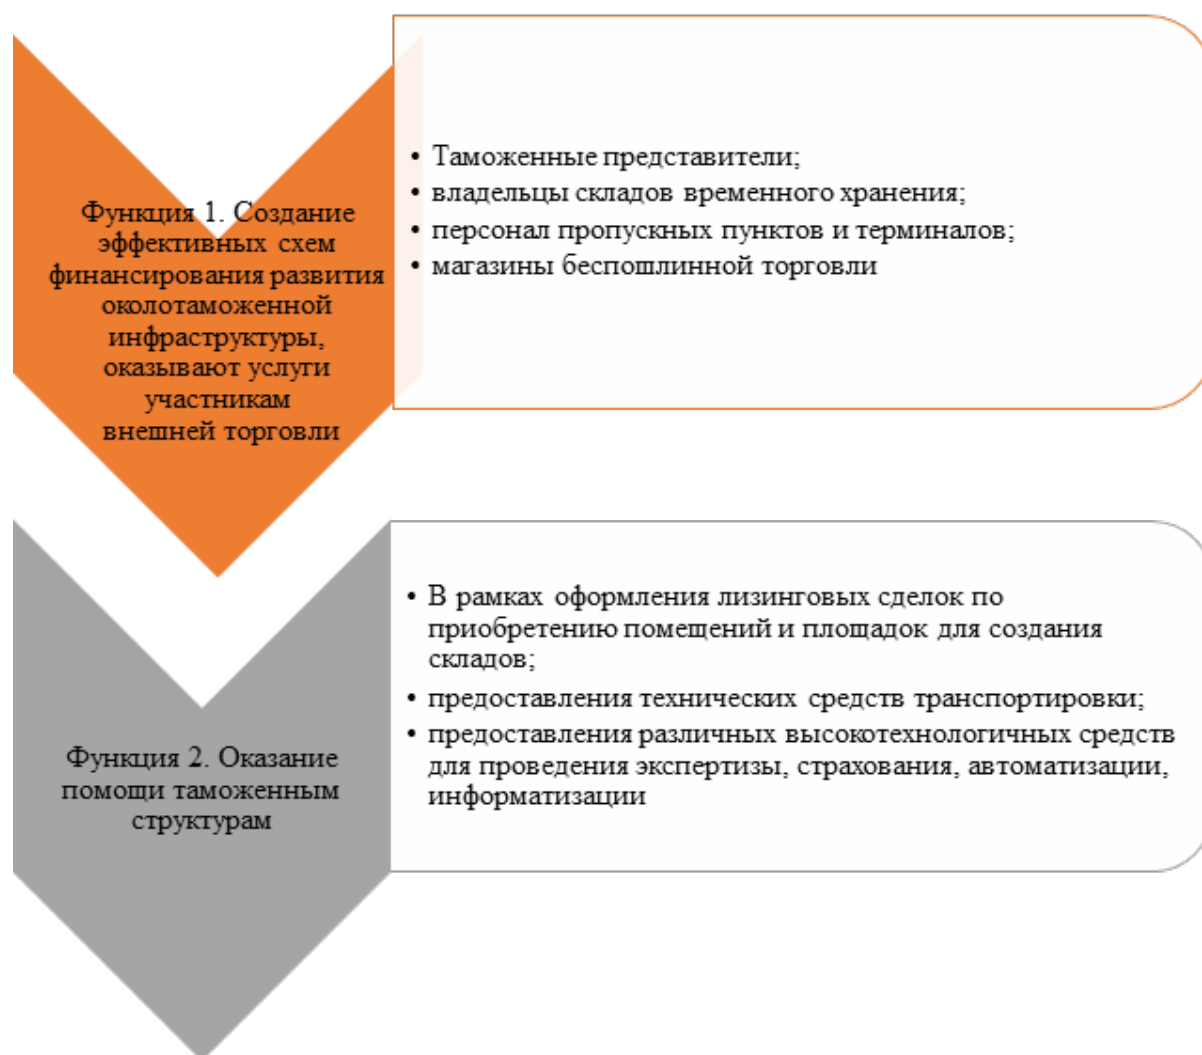 Функция 1. Создание
эффективных схем
финансирования развития
околотаможенной
инфраструктуры,
оказывают услуги
участникам
внешней торговли
• Таможенные представители;
• владельцы складов временного хранения;
• персонал пропускных пунктов и терминалов;
• магазины беспошлинной торговли
Функция 2. Оказание
помощи таможенным
структурам
• В рамках оформления лизинговых сделок по
приобретению помещений и площадок для создания
складов;
• предоставления технических средств транспортировки;
• предоставления различных высокотехнологичных средств
для проведения экспертизы, страхования, автоматизации,
информатизации